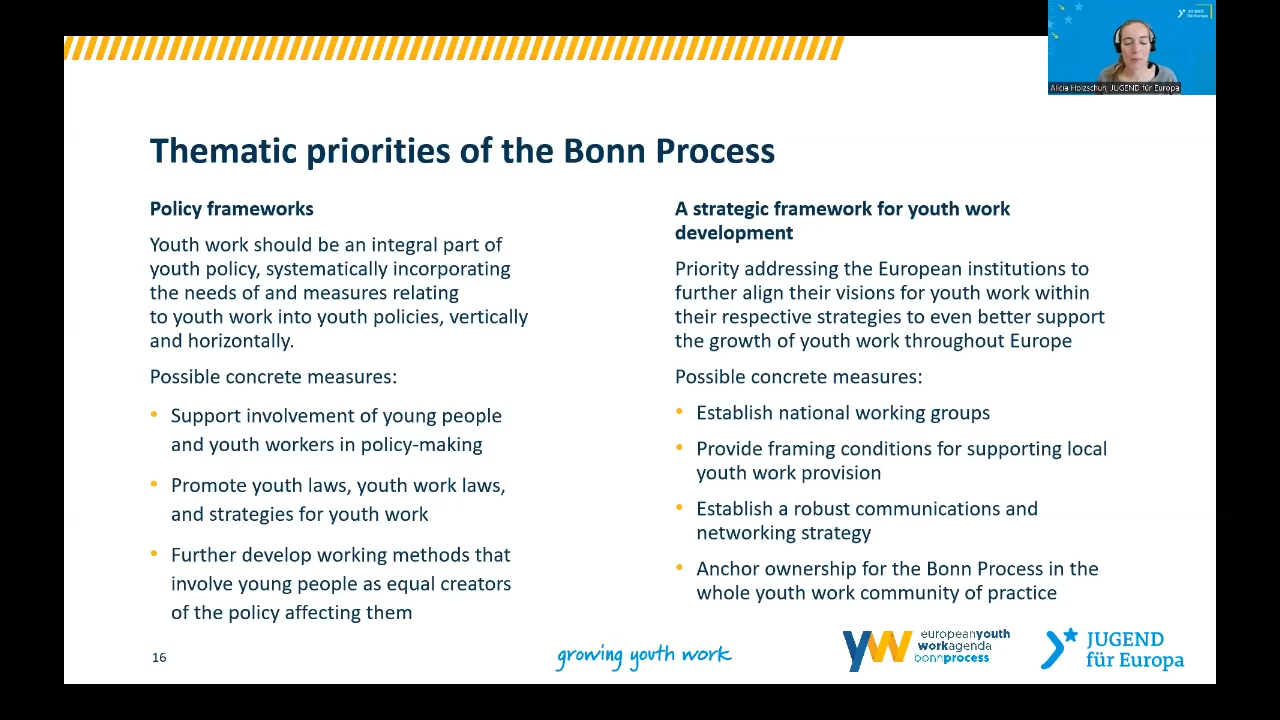 JUGEND
für Europa
Alicia Holzschuh, JUGEND für Europa
Thematic priorities of the Bonn Process
Policy frameworks
Youth work should be an integral part of
youth policy, systematically incorporating
the needs of and measures relating
to youth work into youth policies, vertically
and horizontally.
Possible concrete measures:
• Support involvement of young people
and youth workers in policy-making
• Promote youth laws, youth work laws,
and strategies for youth work
• Further develop working methods that
involve young people as equal creators
of the policy affecting them
A strategic framework for youth work
development
Priority addressing the European institutions to
further align their visions for youth work within
their respective strategies to even better support
the growth of youth work throughout Europe
Possible concrete measures:
• Establish national working groups
• Provide framing conditions for supporting local
youth work provision
• Establish a robust communications and
networking strategy
• Anchor ownership for the Bonn Process in the
whole youth work community of practice
16
growing youth work
yw
europeanyouth
workagenda
bonnprocess
JUGEND
für Europa